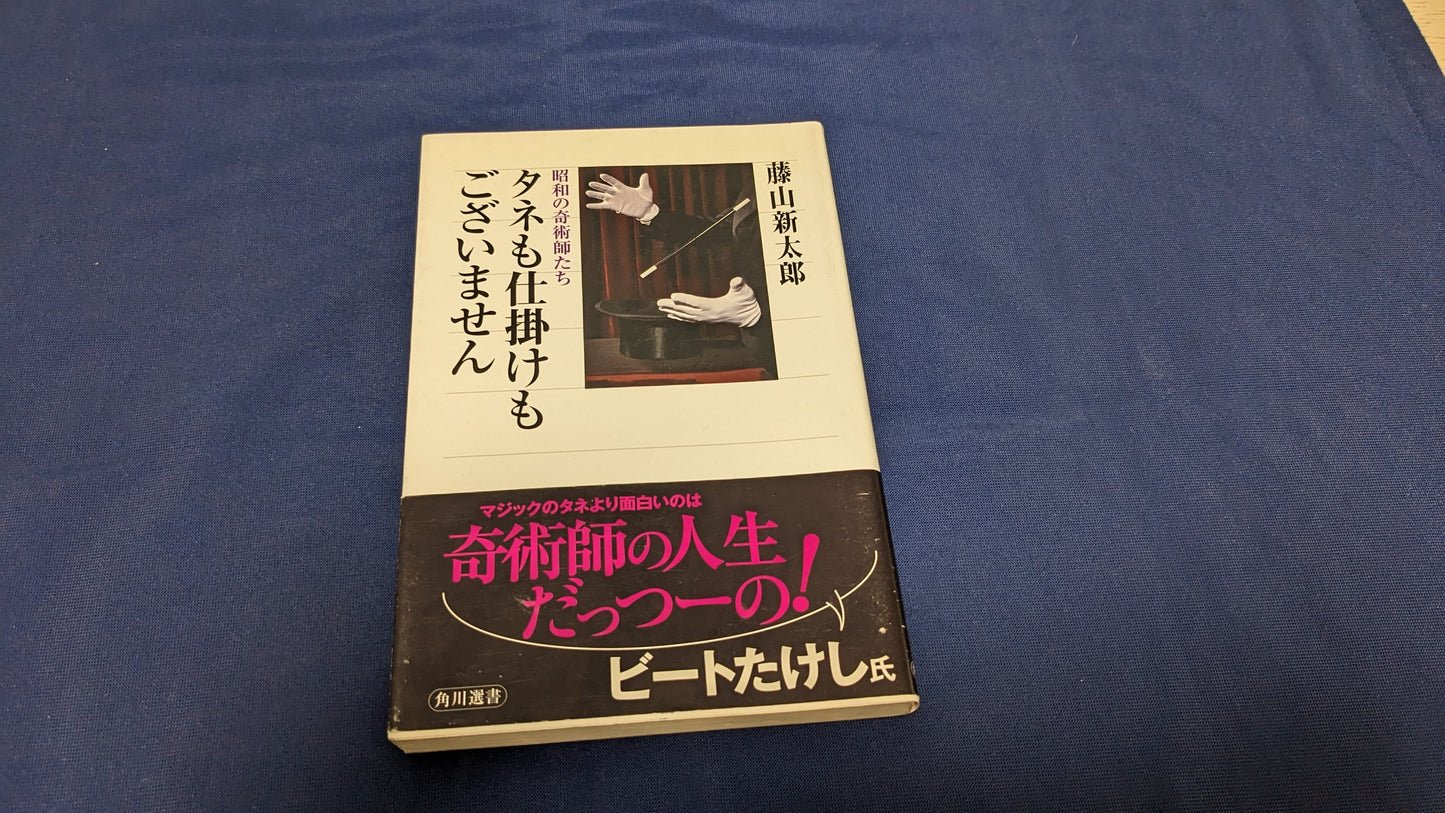 藤山新太郎
昭和の奇術師たち
タネも仕掛けも
ございません
マジックのタネより面白いのは
奇術師の人生
だっつーの!
ビートたけし氏
角川選書